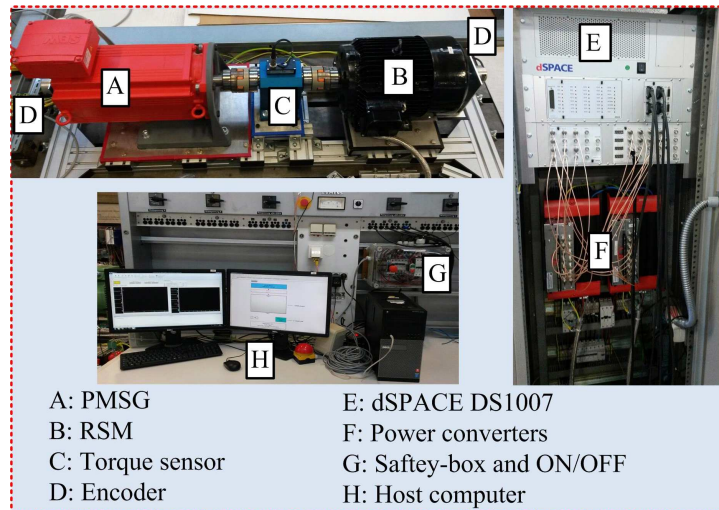 A
D
C
B
D
E
dSPACE
F
G
H
A: PMSG
B: RSM
C: Torque sensor
D: Encoder
E: dSPACE DS1007
F: Power converters
G: Saftey-box and ON/OFF
H: Host computer